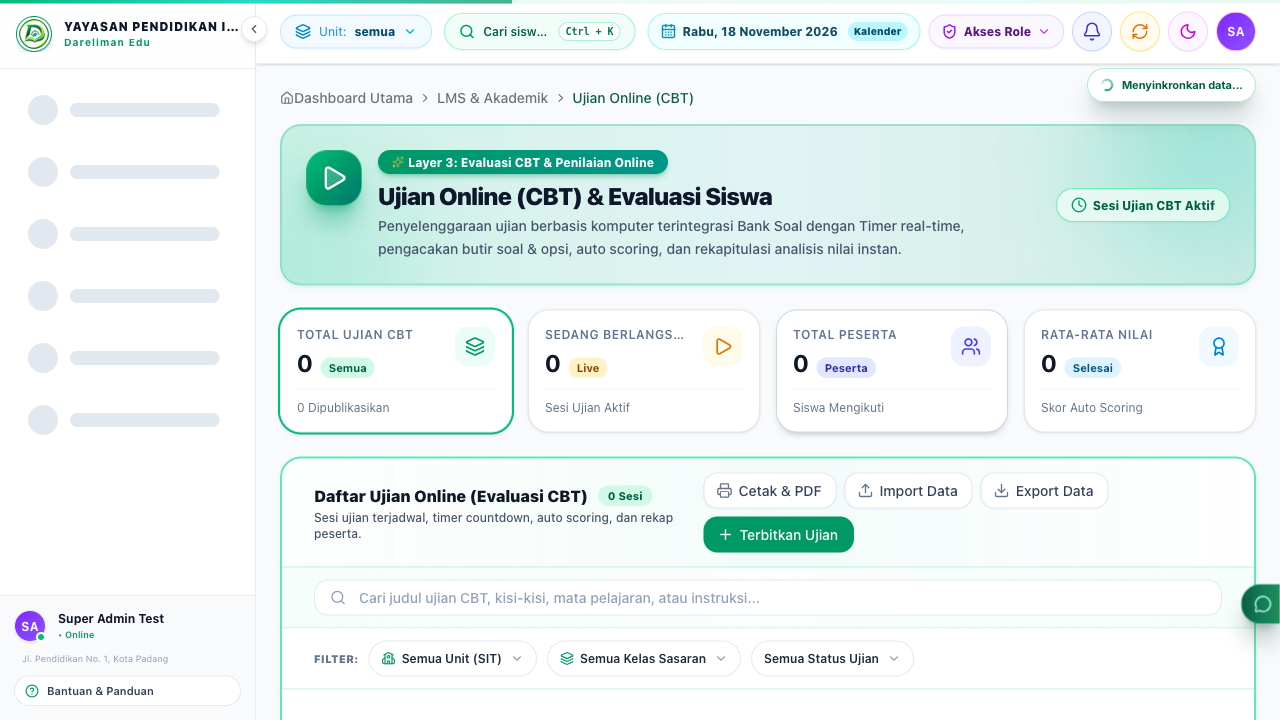 YAYASAN PENDIDIKAN I...
Dareliman Edu
Unit: semua
Cari sisw...
Ctrl + K
Rabu, 18 November 2026
Kalender
Akses Role
SA
Dashboard Utama
LMS & Akademik
Ujian Online (CBT)
Menyinkronkan data...
Layer 3: Evaluasi CBT & Penilaian Online
Ujian Online (CBT) & Evaluasi Siswa
Penyelenggaraan ujian berbasis komputer terintegrasi Bank Soal dengan Timer real-time,
pengacakan butir soal & opsi, auto scoring, dan rekapitulasi analisis nilai instan.
Sesi Ujian CBT Aktif
TOTAL UJIAN CBT
0 Semua
0 Dipublikasikan
SEDANG BERLANGS...
0 Live
Sesi Ujian Aktif
TOTAL PESERTA
0 Peserta
Siswa Mengikuti
RATA-RATA NILAI
0 Selesai
Skor Auto Scoring
Daftar Ujian Online (Evaluasi CBT)
0 Sesi
Sesi ujian terjadwal, timer countdown, auto scoring, dan rekap
peserta.
Cetak & PDF
Import Data
Export Data
Terbitkan Ujian
Cari judul ujian CBT, kisi-kisi, mata pelajaran, atau instruksi...
FILTER:
Semua Unit (SIT)
Semua Kelas Sasaran
Semua Status Ujian
SA
Super Admin Test
• Online
Jl. Pendidikan No. 1, Kota Padang
Bantuan & Panduan